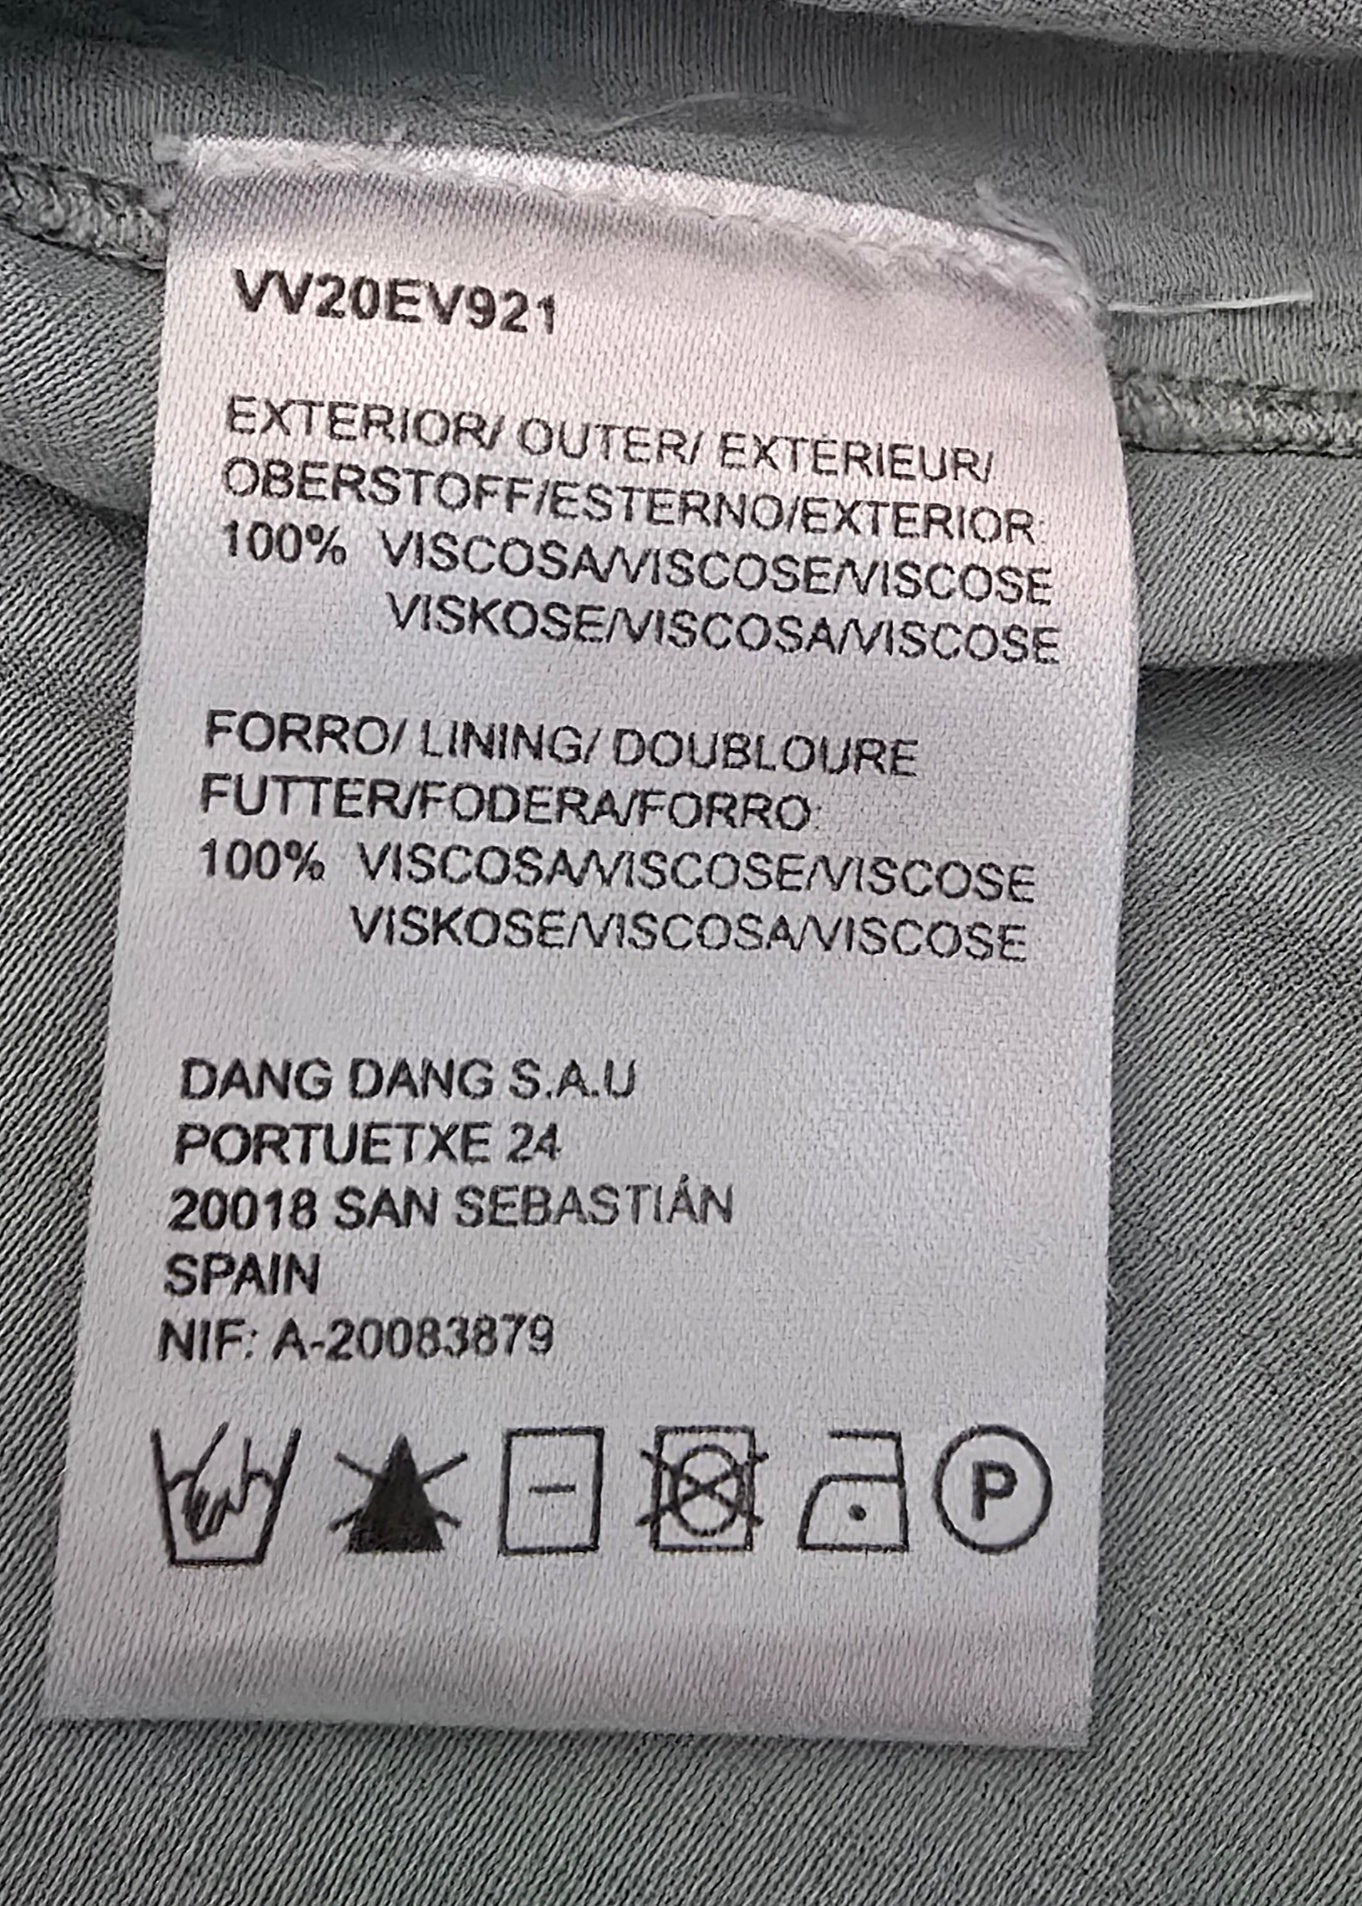 VV20EV921
EXTERIOR/ OUTER/ EXTÉRIEUR/
OBERSTOFF/ESTERNO/EXTERIOR:
100% VISCOSA/VISCOSE/VISCOSE
VISKOSE/VISCOSA/VISCOSE
FORRO/ LINING/ DOUBLOURE
FUTTER/FODERA/FORRO:
100% VISCOSA/VISCOSE/VISCOSE
VISKOSE/VISCOSA/VISCOSE
DANG DANG S.A.U
PORTUETXE 24
20018 SAN SEBASTIÁN
SPAIN
NIF: A-20083879
P